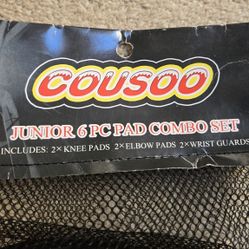 COUSOO
JUNIOR 6 PC PAD COMBO SET
INCLUDES: 2×KNEE PADS 2×ELBOW PADS 2×WRIST GUARDS